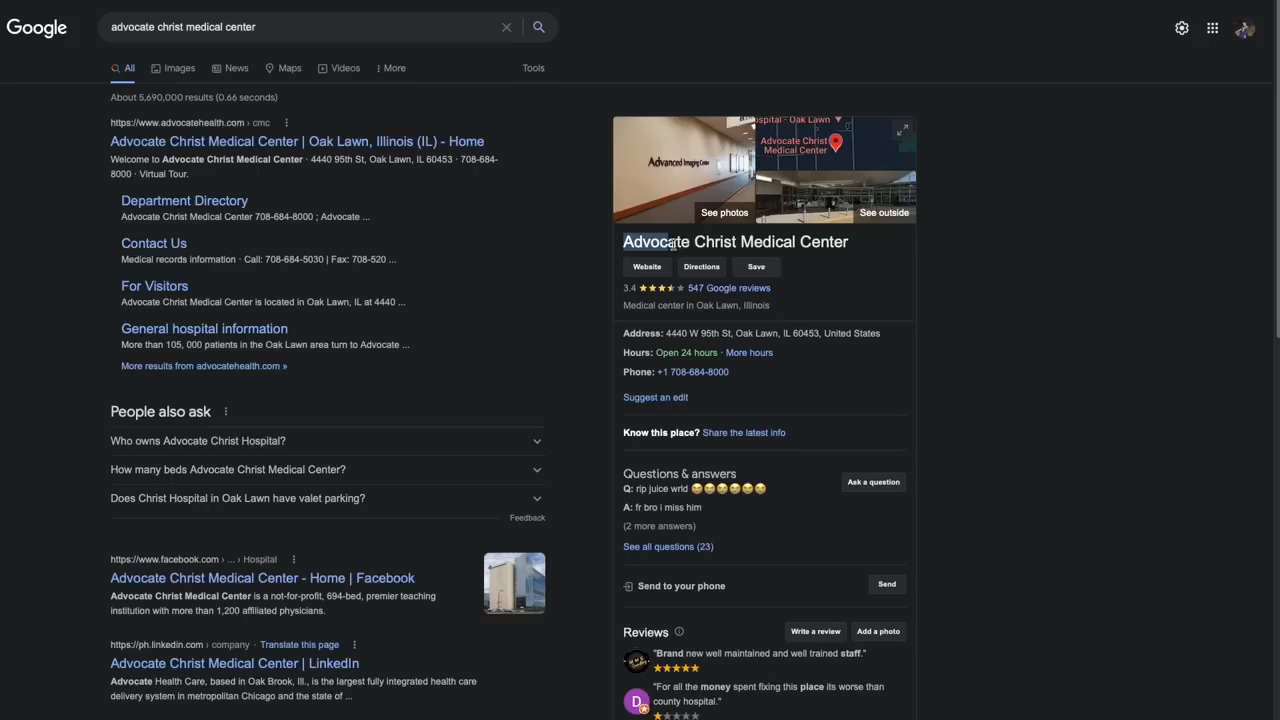 Google
advocate christ medical center
All
Images
News
Maps
Videos
More
Tools
About 5,690,000 results (0.66 seconds)
https://www.advocatehealth.com › cmc
Advocate Christ Medical Center | Oak Lawn, Illinois (IL) - Home
Welcome to Advocate Christ Medical Center · 4440 95th St, Oak Lawn, IL 60453 · 708-684-
8000 · Virtual Tour.
Department Directory
Advocate Christ Medical Center 708-684-8000 ; Advocate ...
Contact Us
Medical records information · Call: 708-684-5030 | Fax: 708-520 ...
For Visitors
Advocate Christ Medical Center is located in Oak Lawn, IL at 4440 ...
General hospital information
More than 105, 000 patients in the Oak Lawn area turn to Advocate ...
More results from advocatehealth.com »
People also ask
Who owns Advocate Christ Hospital?
How many beds Advocate Christ Medical Center?
Does Christ Hospital in Oak Lawn have valet parking?
Feedback
https://www.facebook.com › ... › Hospital
Advocate Christ Medical Center - Home | Facebook
Advocate Christ Medical Center is a not-for-profit, 694-bed, premier teaching
institution with more than 1,200 affiliated physicians.
https://ph.linkedin.com › company · Translate this page
Advocate Christ Medical Center | LinkedIn
Advocate Health Care, based in Oak Brook, Ill., is the largest fully integrated health care
delivery system in metropolitan Chicago and the state of ...
Advanced Imaging Center
See photos
ospital - Oak Lawn
Advocate Christ
Medical Center
See outside
Advocate Christ Medical Center
Website
Directions
Save
3.4 ★★★★★ 547 Google reviews
Medical center in Oak Lawn, Illinois
Address: 4440 W 95th St, Oak Lawn, IL 60453, United States
Hours: Open 24 hours · More hours
Phone: +1 708-684-8000
Suggest an edit
Know this place? Share the latest info
Questions & answers
Ask a question
Q: rip juice wrld 😭😭😭😭😭😭
A: fr bro i miss him
(2 more answers)
See all questions (23)
Send to your phone
Send
Reviews
Write a review
Add a photo
"Brand new well maintained and well trained staff."
★★★★★
D
"For all the money spent fixing this place its worse than
county hospital."
★★★★★